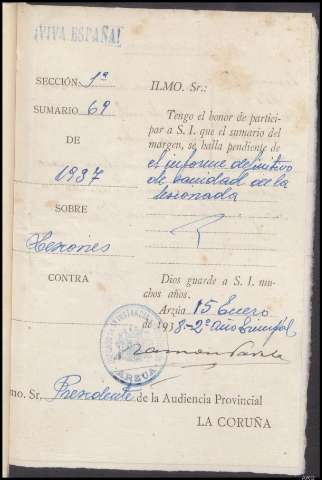 ¡VIVA ESPAÑA!
SECCIÓN 1ª
SUMARIO 69
DE
1937
SOBRE
Lesiones
CONTRA
ILMO. Sr.:
Tengo el honor de partici-
par a S. I. que el sumario del
margen, se halla pendiente de
el informe definitivo
de sanidad de la
lesionada
Dios guarde a S. I. mu-
chos años.
Arzúa 15 Enero
de 1938-2º Año Triunfal
Ramón
ARZUA
mo. Sr. Presidente de la Audiencia Provincial
LA CORUÑA